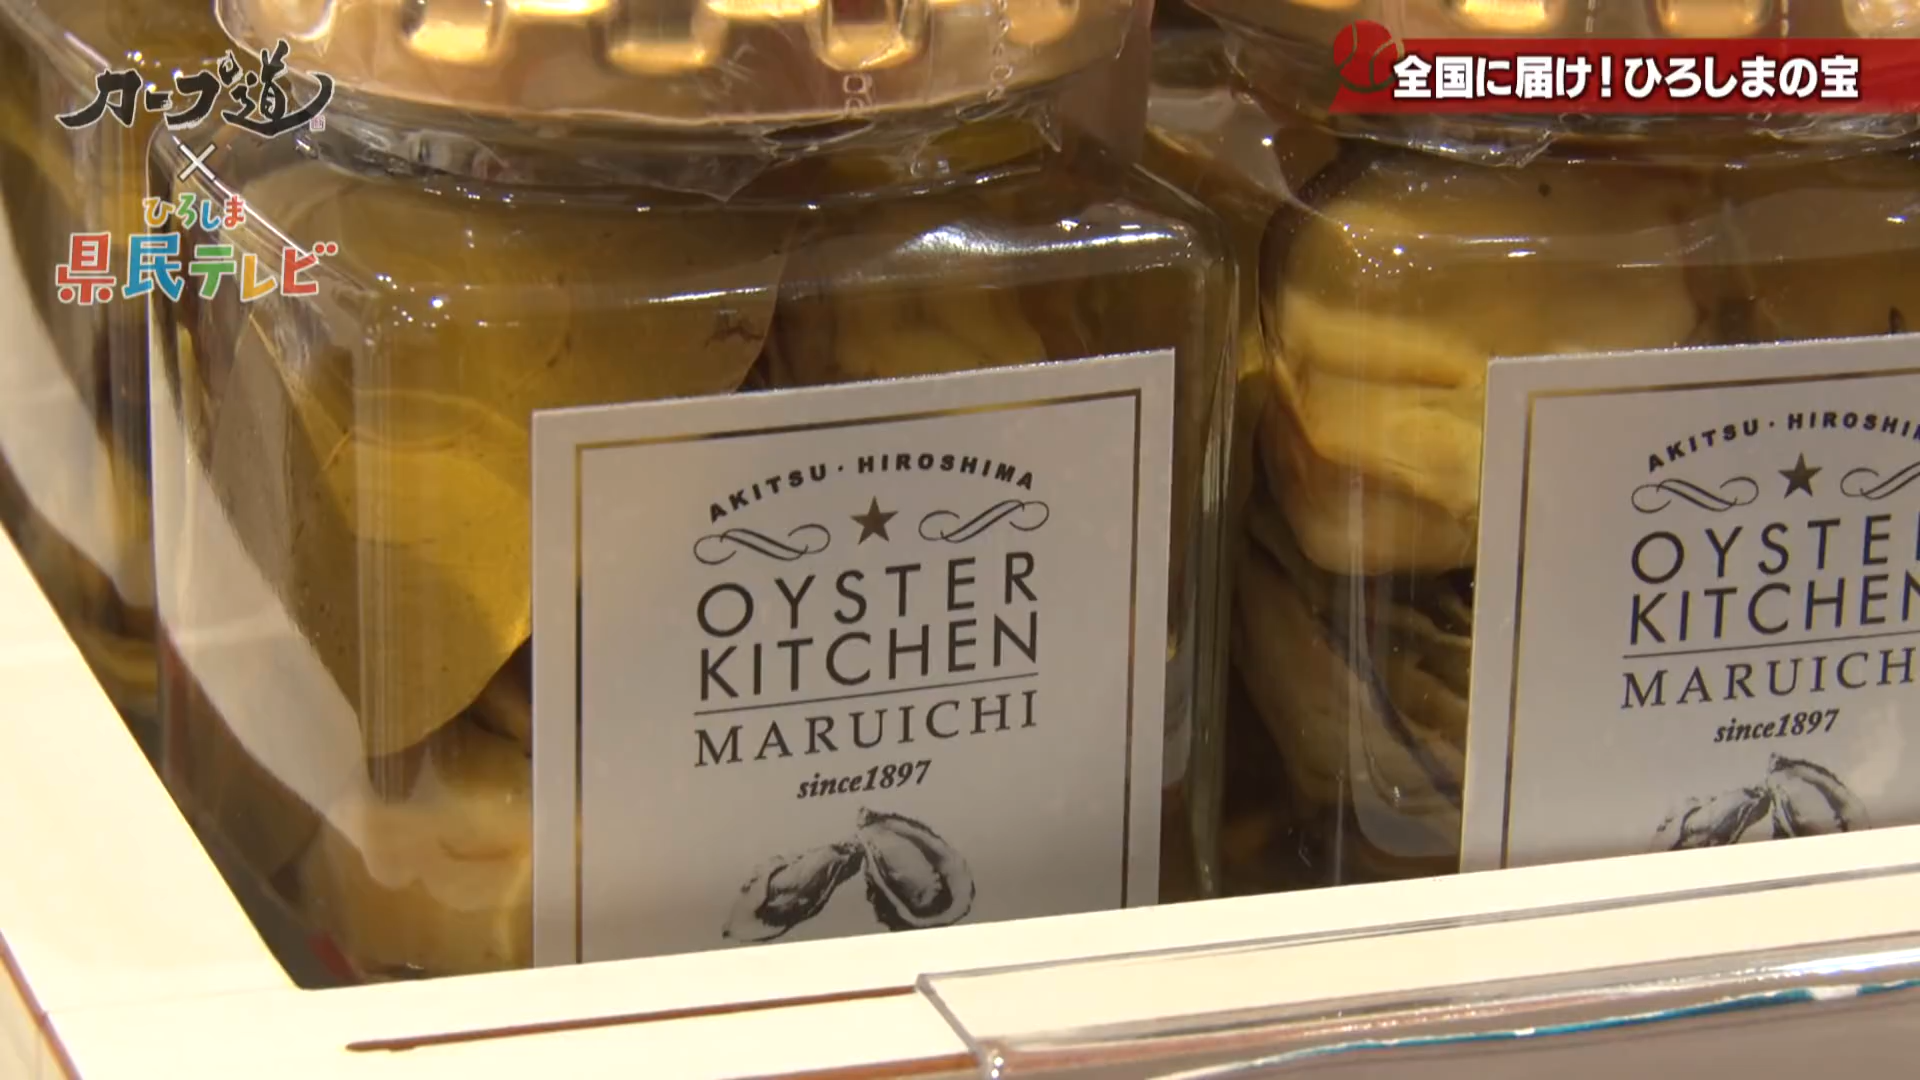 カープ道
×
ひろしま
県民テレビ
全国に届け！ひろしまの宝
AKITSU・HIROSHIMA
OYSTER
KITCHEN
MARUICHI
since1897
AKITSU・HIROSHI
OYSTE
KITCHEN
MARUICH
since1897